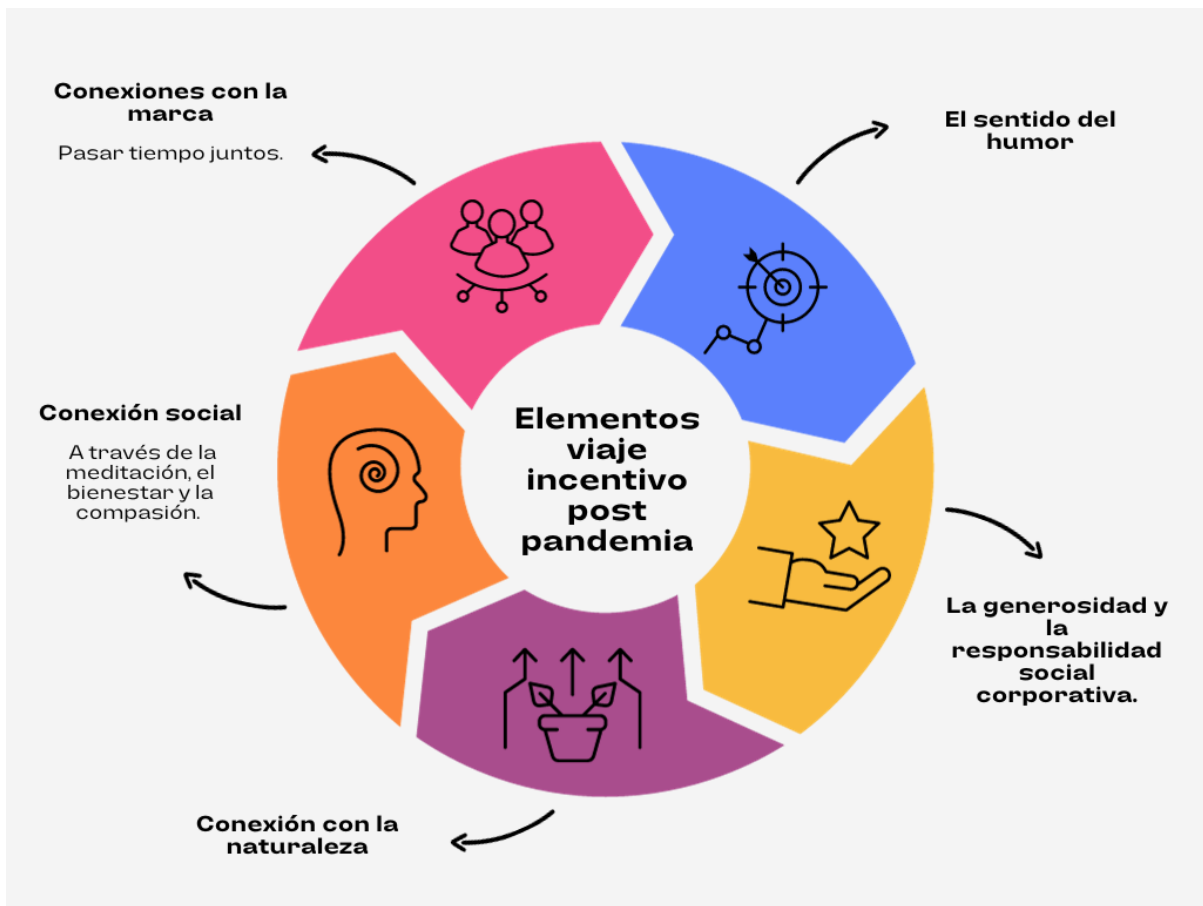 Conexiones con la
marca
Pasar tiempo juntos.
El sentido del
humor
Conexión social
A través de la
meditación, el
bienestar y la
compasión.
Elementos
viaje
incentivo
post
pandemia
La generosidad y
la
responsabilidad
social
corporativa.
Conexión con la
naturaleza